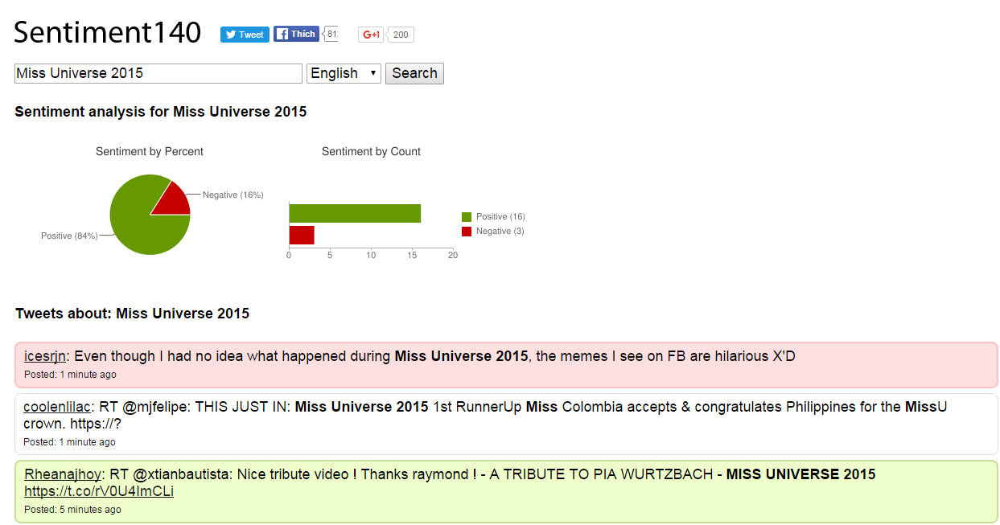 Sentiment140
Tweet
Thích
81
G+1
200
Miss Universe 2015
English
Search
Sentiment analysis for Miss Universe 2015
Sentiment by Percent
Sentiment by Count
Negative (16%)
Positive (84%)
Positive (16)
Negative (3)
0 5 10 15 20
Tweets about: Miss Universe 2015
icesrjn: Even though I had no idea what happened during Miss Universe 2015, the memes I see on FB are hilarious X'D
Posted: 1 minute ago
coolenlilac: RT @mjfelipe: THIS JUST IN: Miss Universe 2015 1st RunnerUp Miss Colombia accepts & congratulates Philippines for the MissU
crown. https://?
Posted: 1 minute ago
Rheanajhoy: RT @xtianbautista: Nice tribute video ! Thanks raymond ! - A TRIBUTE TO PIA WURTZBACH - MISS UNIVERSE 2015
https://t.co/rV0U4ImCLi
Posted: 5 minutes ago